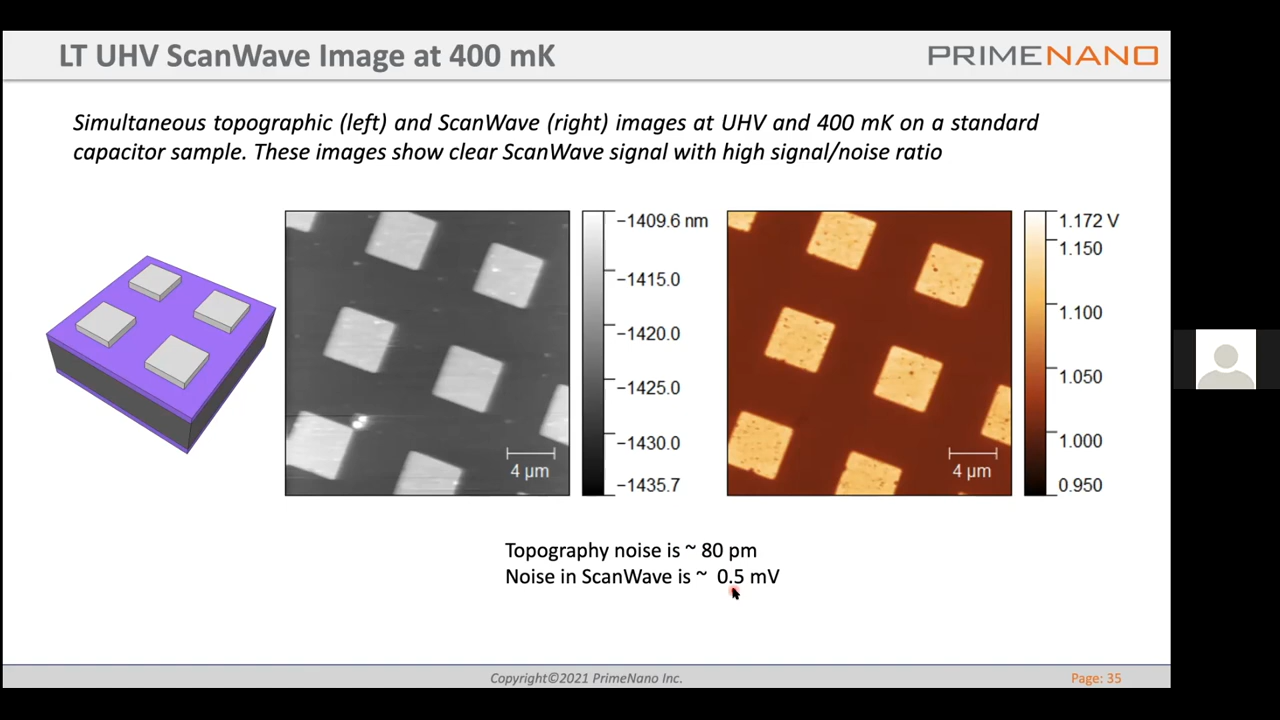 LT UHV ScanWave Image at 400 mK
PRIMENANO
Simultaneous topographic (left) and ScanWave (right) images at UHV and 400 mK on a standard
capacitor sample. These images show clear ScanWave signal with high signal/noise ratio
−1409.6 nm
−1415.0
−1420.0
−1425.0
−1430.0
−1435.7
4 µm
1.172 V
1.150
1.100
1.050
1.000
0.950
4 µm
Topography noise is ~ 80 pm
Noise in ScanWave is ~ 0.5 mV
Copyright©2021 PrimeNano Inc.
Page: 35